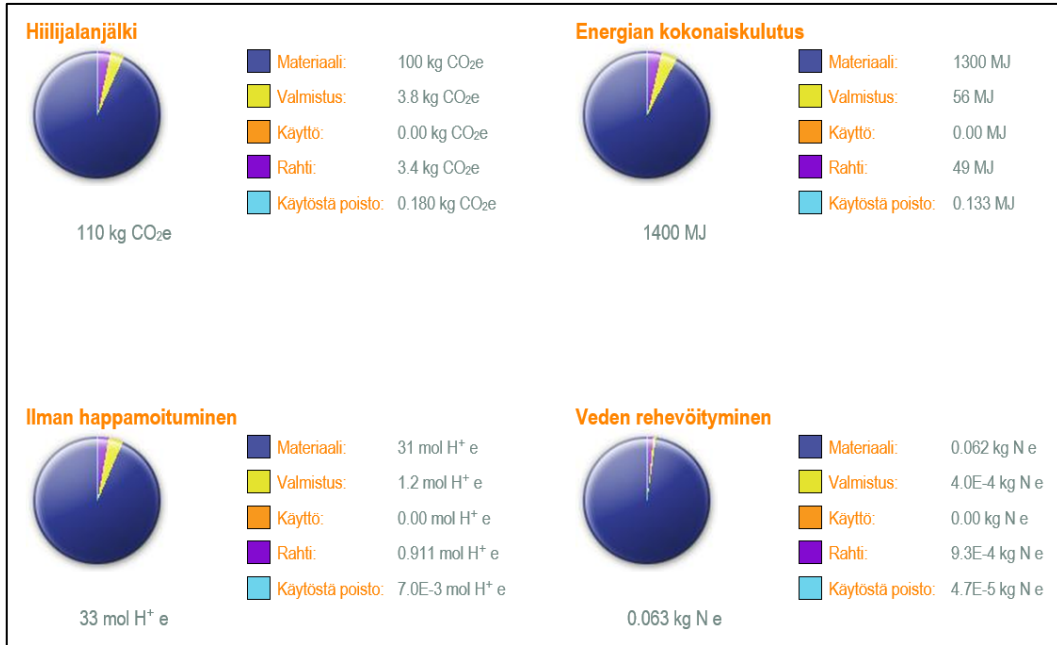 Hiilijalanjälki
Materiaali: 100 kg CO₂e
Valmistus: 3.8 kg CO₂e
Käyttö: 0.00 kg CO₂e
Rahti: 3.4 kg CO₂e
Käytöstä poisto: 0.180 kg CO₂e
110 kg CO₂e
Energian kokonaiskulutus
Materiaali: 1300 MJ
Valmistus: 56 MJ
Käyttö: 0.00 MJ
Rahti: 49 MJ
Käytöstä poisto: 0.133 MJ
1400 MJ
Ilman happamoituminen
Materiaali: 31 mol H⁺ e
Valmistus: 1.2 mol H⁺ e
Käyttö: 0.00 mol H⁺ e
Rahti: 0.911 mol H⁺ e
Käytöstä poisto: 7.0E-3 mol H⁺ e
33 mol H⁺ e
Veden rehevöityminen
Materiaali: 0.062 kg N e
Valmistus: 4.0E-4 kg N e
Käyttö: 0.00 kg N e
Rahti: 9.3E-4 kg N e
Käytöstä poisto: 4.7E-5 kg N e
0.063 kg N e